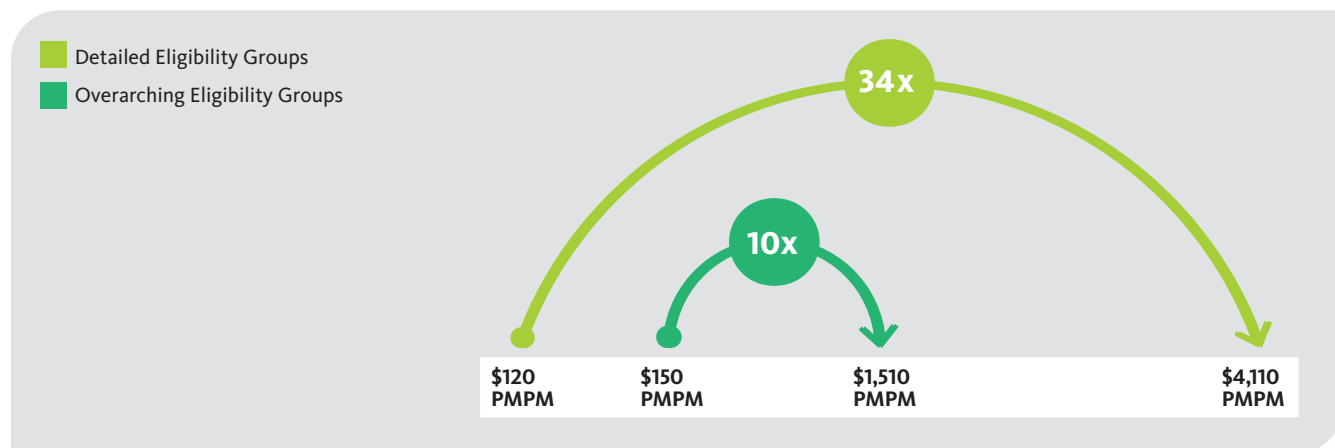 Detailed Eligibility Groups
Overarching Eligibility Groups
34x
10x
$120
PMPM
$150
PMPM
$1,510
PMPM
$4,110
PMPM